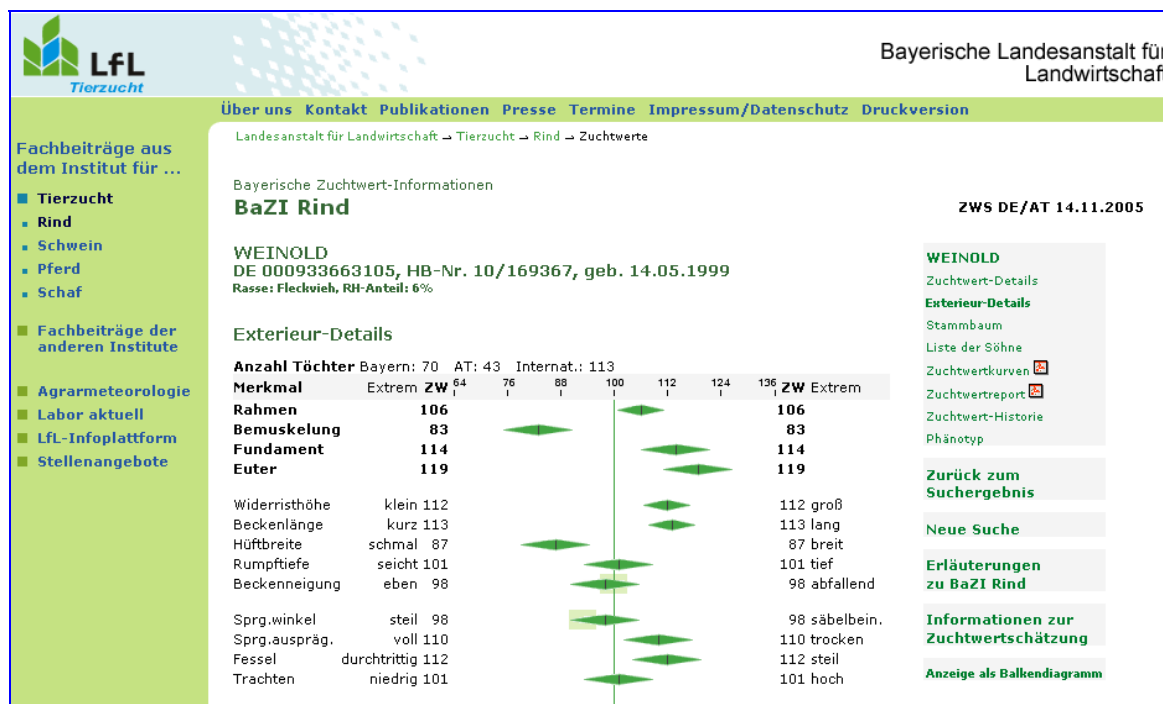 LfL
Tierzucht
Bayerische Landesanstalt für
Landwirtschaft
Über uns Kontakt Publikationen Presse Termine Impressum/Datenschutz Druckversion
Landesanstalt für Landwirtschaft → Tierzucht → Rind → Zuchtwerte
Fachbeiträge aus
dem Institut für ...
Tierzucht
Rind
Schwein
Pferd
Schaf
Fachbeiträge der
anderen Institute
Agrarmeteorologie
Labor aktuell
LfL-Infoplattform
Stellenangebote
Bayerische Zuchtwert-Informationen
BaZI Rind
ZWS DE/AT 14.11.2005
WEINOLD
DE 000933663105, HB-Nr. 10/169367, geb. 14.05.1999
Rasse: Fleckvieh, RH-Anteil: 6%
Exterieur-Details
Anzahl Töchter Bayern: 70 AT: 43 Internat.: 113
Merkmal Extrem ZW 64 76 88 100 112 124 136 ZW Extrem
Rahmen 106 106
Bemuskelung 83 83
Fundament 114 114
Euter 119 119
Widerristhöhe klein 112 112 groß
Beckenlänge kurz 113 113 lang
Hüftbreite schmal 87 87 breit
Rumpftiefe seicht 101 101 tief
Beckenneigung eben 98 98 abfallend
Sprg.winkel steil 98 98 säbelbein.
Sprg.auspräg. voll 110 110 trocken
Fessel durchtrittig 112 112 steil
Trachten niedrig 101 101 hoch
WEINOLD
Zuchtwert-Details
Exterieur-Details
Stammbaum
Liste der Söhne
Zuchtwertkurven
Zuchtwertreport
Zuchtwert-Historie
Phänotyp
Zurück zum
Suchergebnis
Neue Suche
Erläuterungen
zu BaZI Rind
Informationen zur
Zuchtwertschätzung
Anzeige als Balkendiagramm